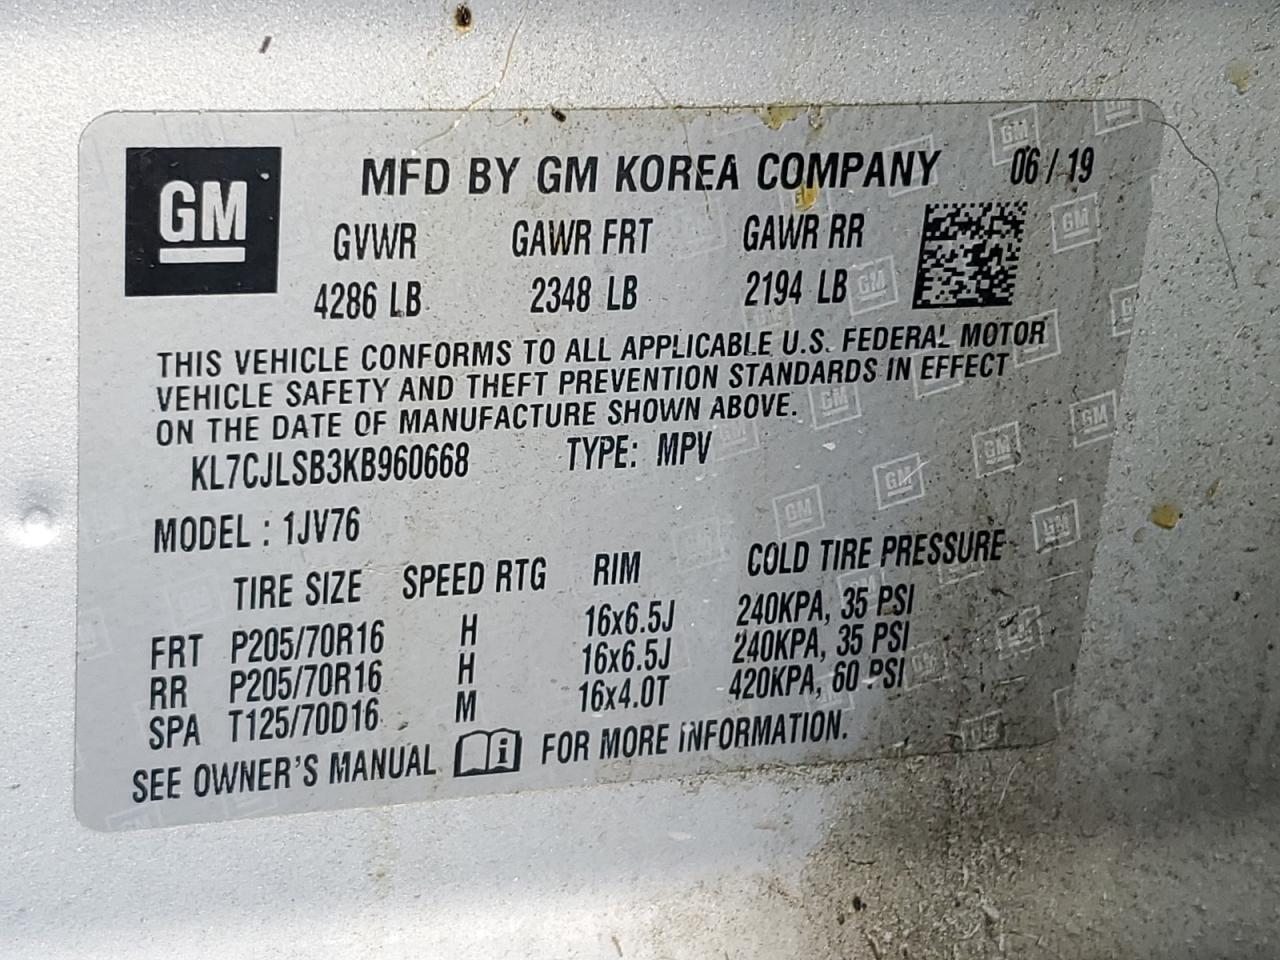 GM
MFD BY GM KOREA COMPANY 06/19
GVWR GAWR FRT GAWR RR
4286 LB 2348 LB 2194 LB
THIS VEHICLE CONFORMS TO ALL APPLICABLE U.S. FEDERAL MOTOR
VEHICLE SAFETY AND THEFT PREVENTION STANDARDS IN EFFECT
ON THE DATE OF MANUFACTURE SHOWN ABOVE.
KL7CJLSB3KB960668 TYPE: MPV
MODEL : 1JV76
TIRE SIZE SPEED RTG RIM COLD TIRE PRESSURE
FRT P205/70R16 H 16x6.5J 240KPA, 35 PSI
RR P205/70R16 H 16x6.5J 240KPA, 35 PSI
SPA T125/70D16 M 16x4.0T 420KPA, 60 PSI
SEE OWNER'S MANUAL i FOR MORE INFORMATION.